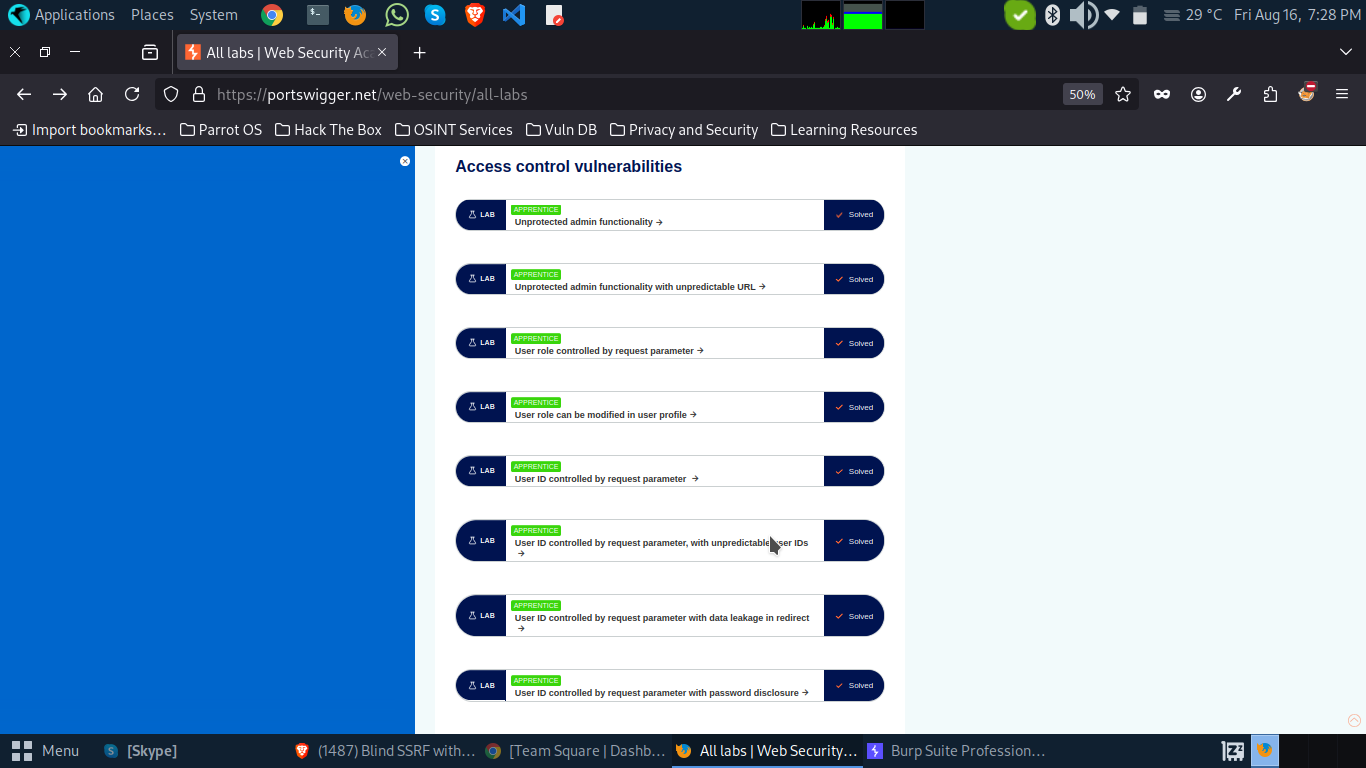 Applications Places System 29 °C Fri Aug 16, 7:28 PM
All labs | Web Security Aca
https://portswigger.net/web-security/all-labs 50%
Import bookmarks… Parrot OS Hack The Box OSINT Services Vuln DB Privacy and Security Learning Resources
Access control vulnerabilities
LAB APPRENTICE Solved
Unprotected admin functionality →
LAB APPRENTICE Solved
Unprotected admin functionality with unpredictable URL →
LAB APPRENTICE Solved
User role controlled by request parameter →
LAB APPRENTICE Solved
User role can be modified in user profile →
LAB APPRENTICE Solved
User ID controlled by request parameter →
LAB APPRENTICE Solved
User ID controlled by request parameter, with unpredictable user IDs
→
LAB APPRENTICE Solved
User ID controlled by request parameter with data leakage in redirect
→
LAB APPRENTICE Solved
User ID controlled by request parameter with password disclosure →
Menu [Skype] (1487) Blind SSRF with… [Team Square | Dashb… All labs | Web Security… Burp Suite Profession…